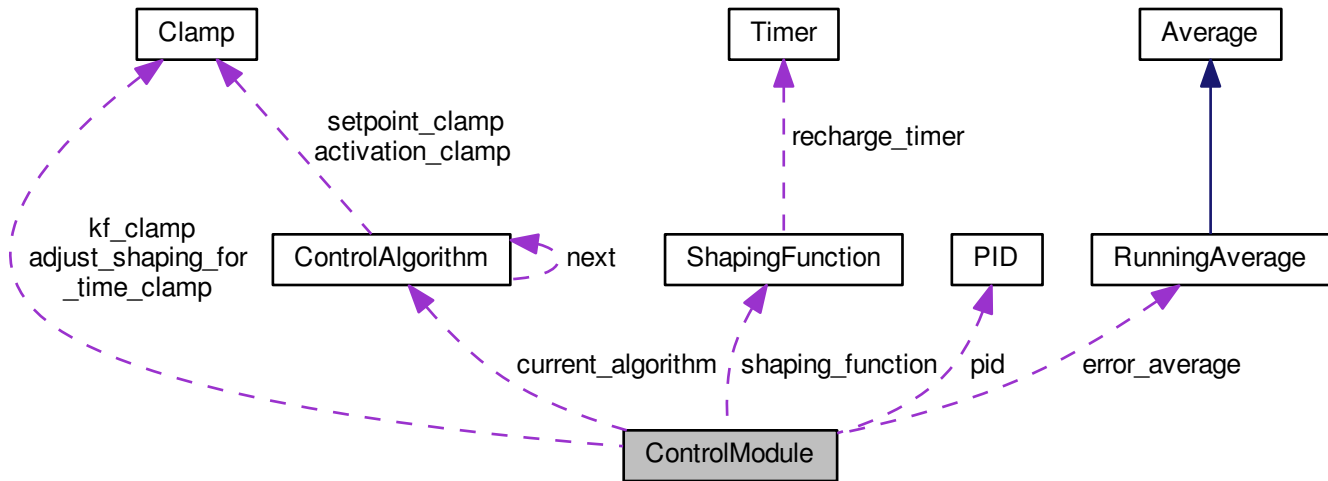 Clamp
Timer
Average
setpoint_clamp
activation_clamp
recharge_timer
kf_clamp
adjust_shaping_for
_time_clamp
ControlAlgorithm
next
ShapingFunction
PID
RunningAverage
current_algorithm
shaping_function
pid
error_average
ControlModule